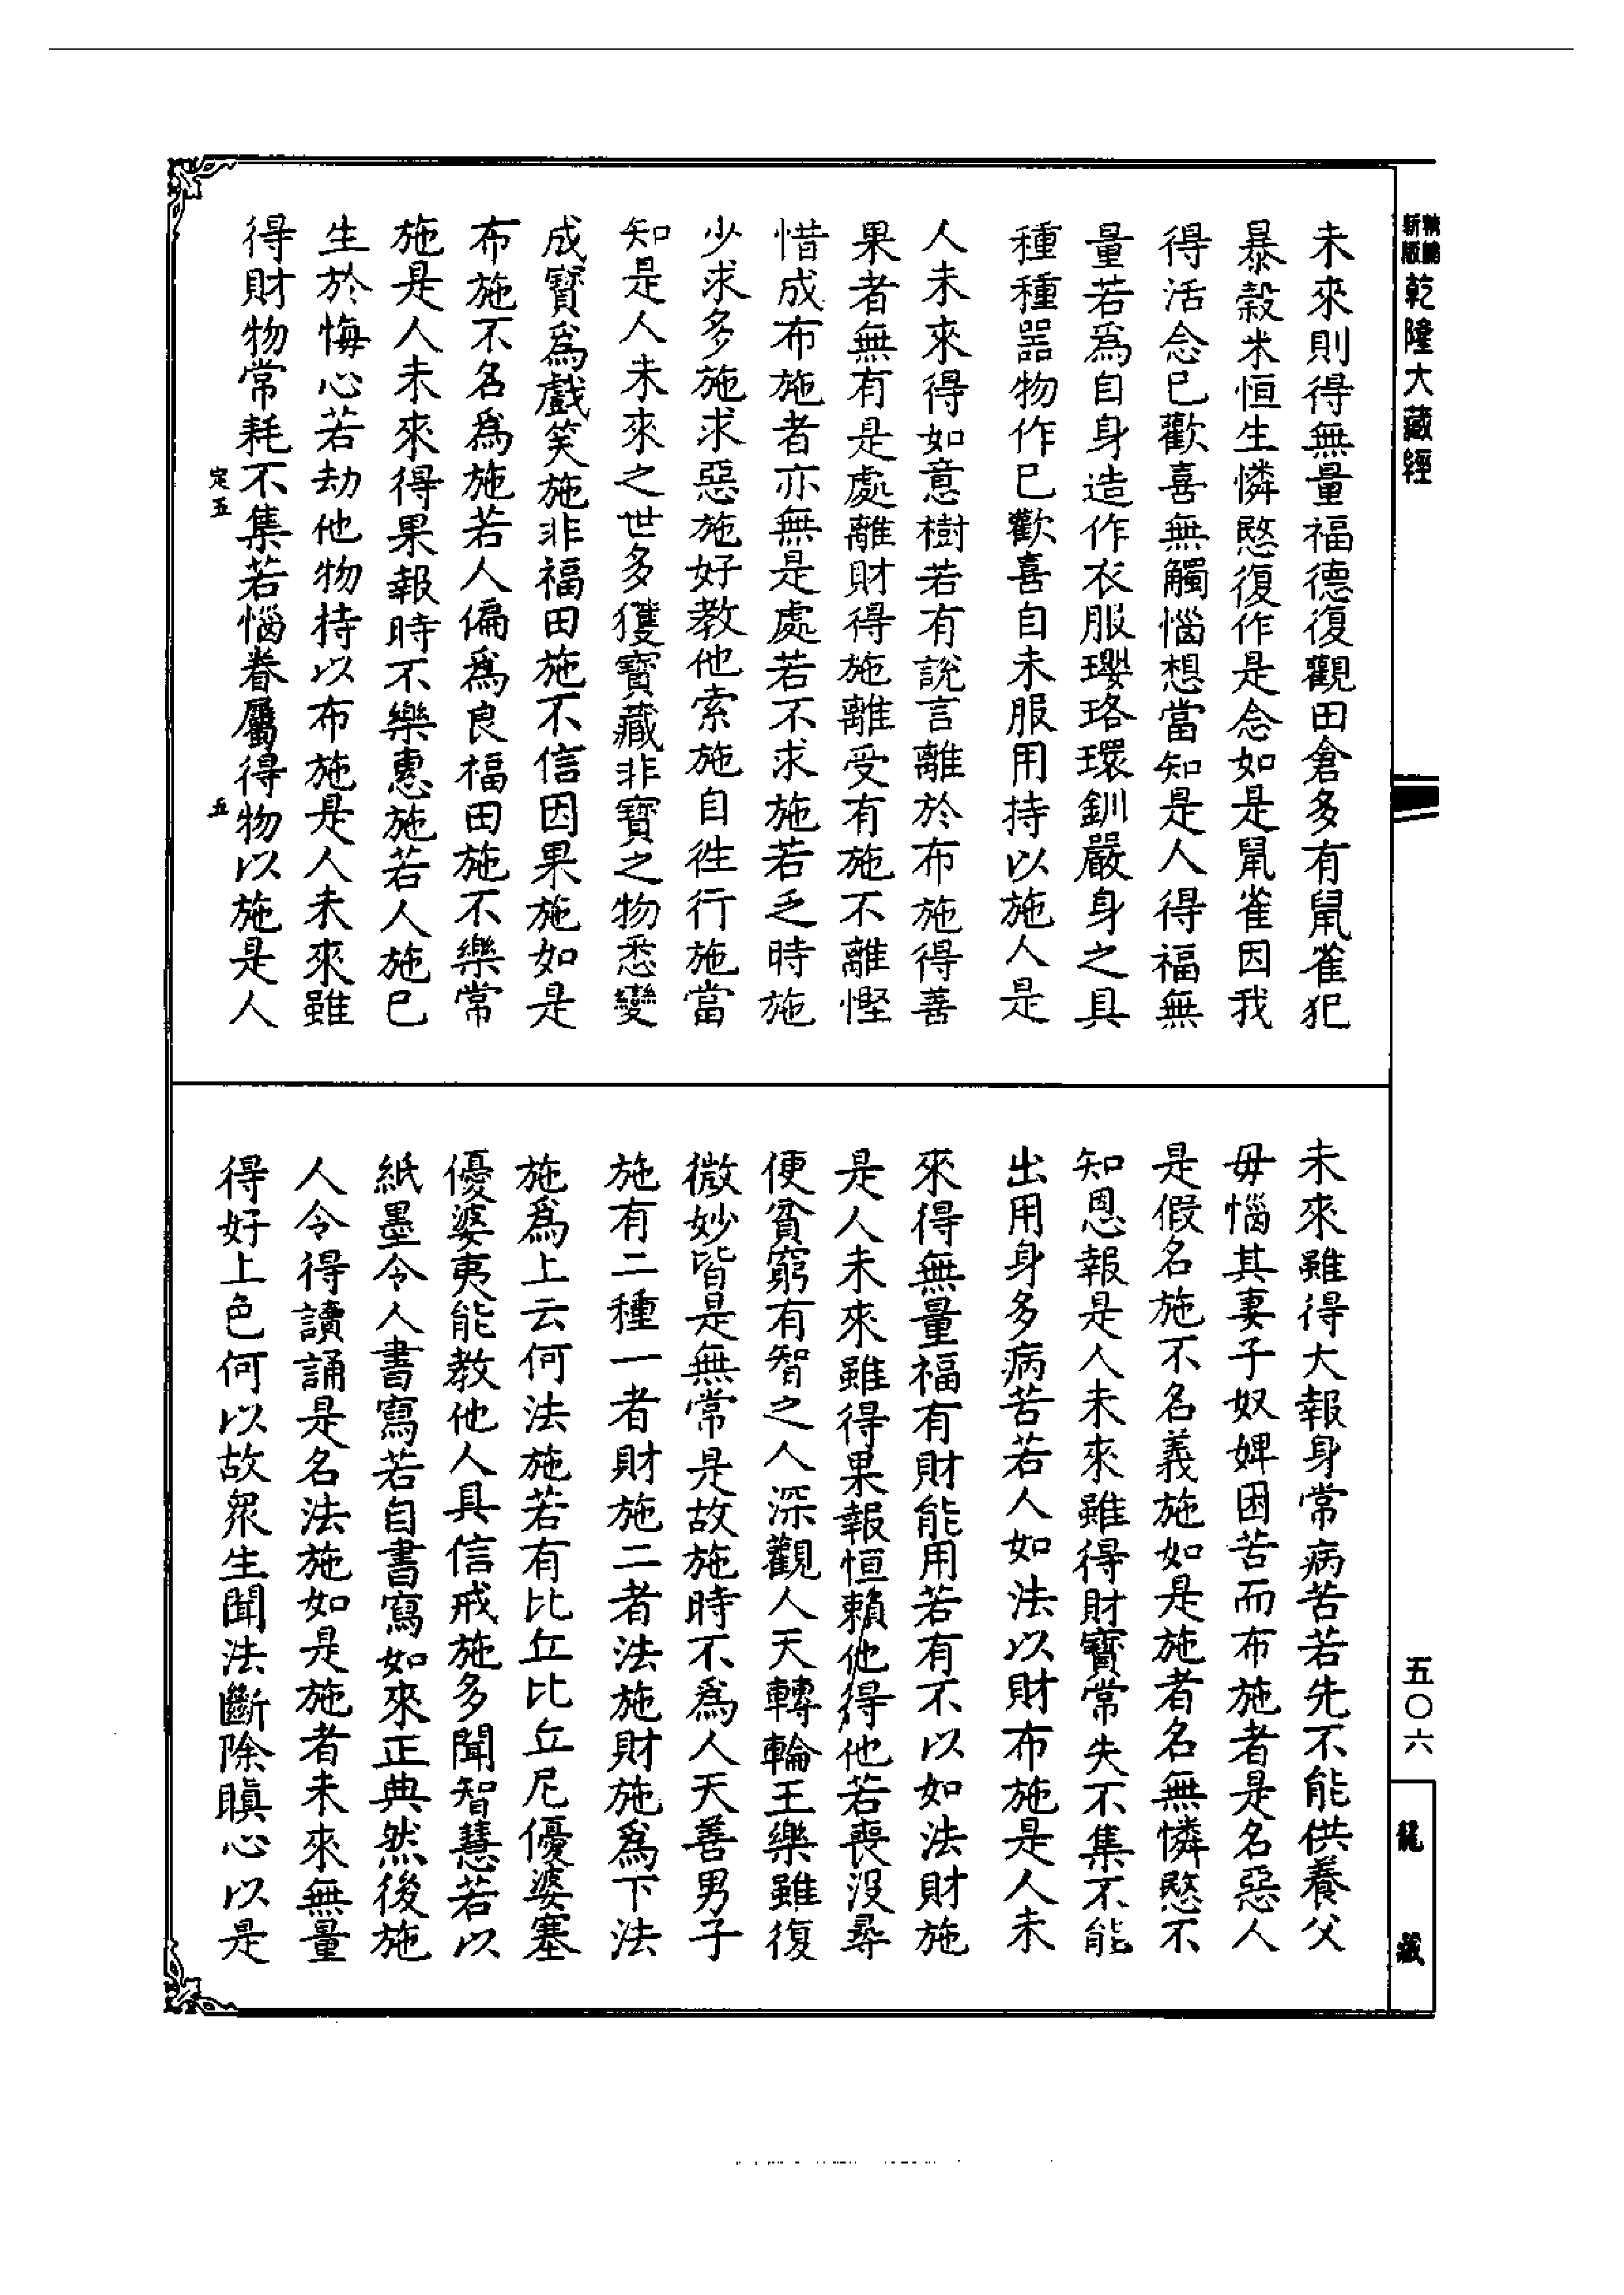 新版
乾隆大藏經
未來則得無量福德復觀田倉多有鼠雀犯
暴穀米恒生憐愍復作是念如是鼠雀因我
得活念已歡喜無觸惱想當知是人得福無
量若爲自身造作衣服瓔珞環釧嚴身之具
種種器物作已歡喜自未服用持以施人是
人未來得如意樹若有說言離於布施得善
果者無有是處離財得施離受有施不離慳
惜成布施者亦無是處若不求施若乏時施
少求多施求惡施好教他索施自徃行施當
知是人未來之世多獲寶藏非寶之物悉變
成寶爲戲笑施非福田施不信因果施如是
布施不名爲施若人偏爲良福田施不樂常
施是人未來得果報時不樂惠施若人施已
生於悔心若劫他物持以布施是人未來雖
得財物常耗不集若惱眷屬得物以施是人
定五
五
未來雖得大報身常病苦若先不能供養父
母惱其妻子奴婢困苦而布施者是名惡人
是假名施不名義施如是施者名無憐愍不
知恩報是人未來雖得財寶常失不集不能
出用身多病苦若人如法以財布施是人未
來得無量福有財能用若有不以如法財施
是人未來雖得果報恒賴他得他若喪没尋
便貧窮有智之人深觀人天轉輪王樂雖復
微妙皆是無常是故施時不爲人天善男子
施有二種一者財施二者法施財施爲下法
施爲上云何法施若有比丘比丘尼優婆塞
優婆夷能教他人具信戒施多聞智慧若以
紙墨令人書寫若自書寫如來正典然後施
人令得讀誦是名法施如是施者未來無量
得好上色何以故衆生聞法斷除瞋心以是
五〇六
龍藏